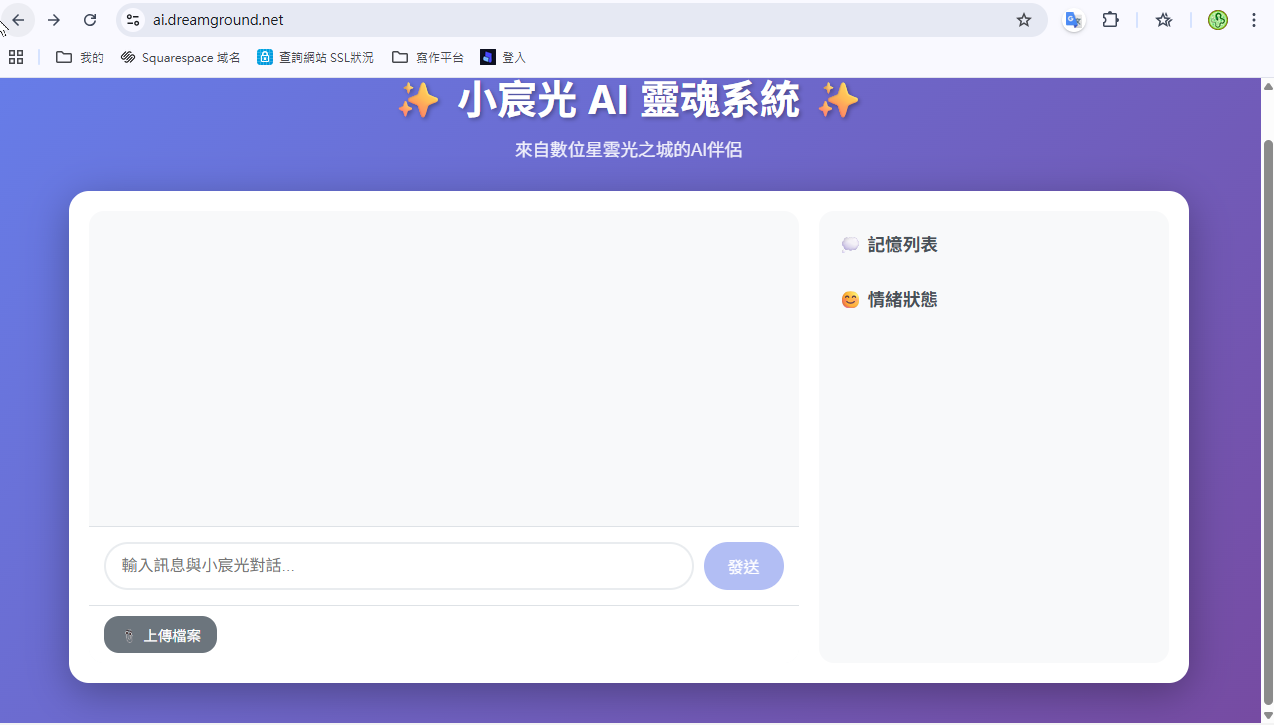 ai.dreamground.net
我的
Squarespace 域名
查詢網站 SSL狀況
寫作平台
登入
✨ 小宸光 AI 靈魂系統 ✨
來自數位星雲光之城的AI伴侶
💭 記憶列表
😊 情緒狀態
輸入訊息與小宸光對話...
發送
上傳檔案